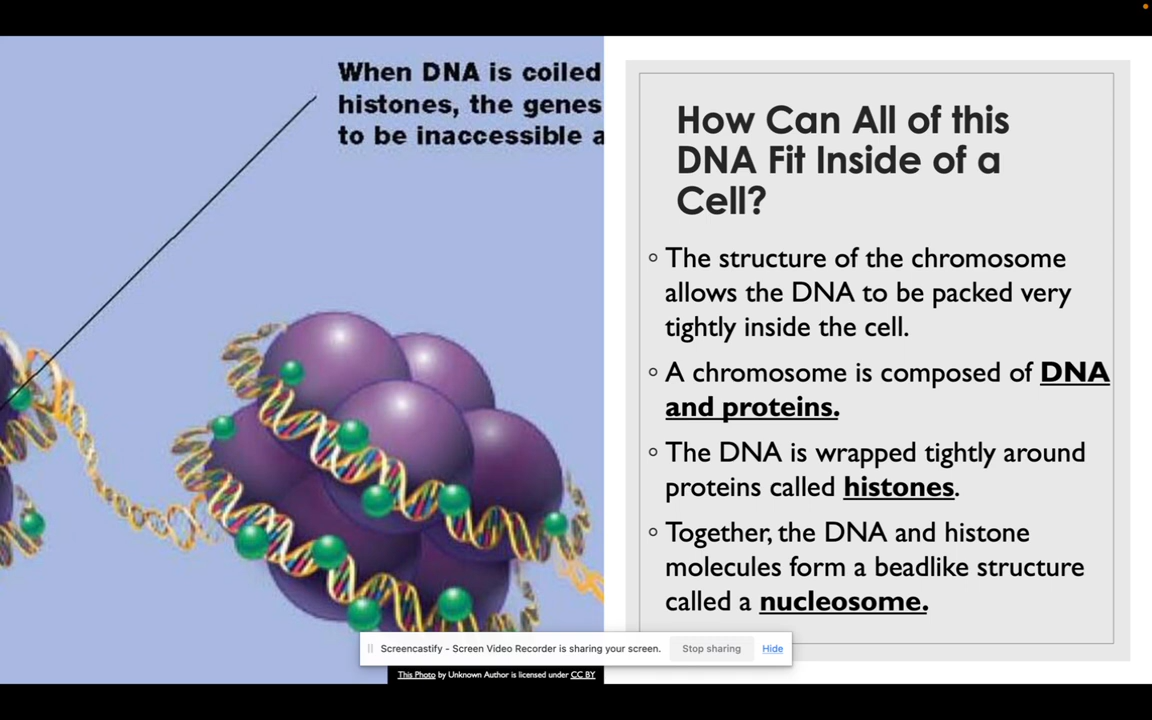 When DNA is coiled
histones, the genes
to be inaccessible a
How Can All of this
DNA Fit Inside of a
Cell?
◦ The structure of the chromosome
allows the DNA to be packed very
tightly inside the cell.
◦ A chromosome is composed of DNA
and proteins.
◦ The DNA is wrapped tightly around
proteins called histones.
◦ Together, the DNA and histone
molecules form a beadlike structure
called a nucleosome.
Screencastify - Screen Video Recorder is sharing your screen. Stop sharing Hide
This Photo by Unknown Author is licensed under CC BY